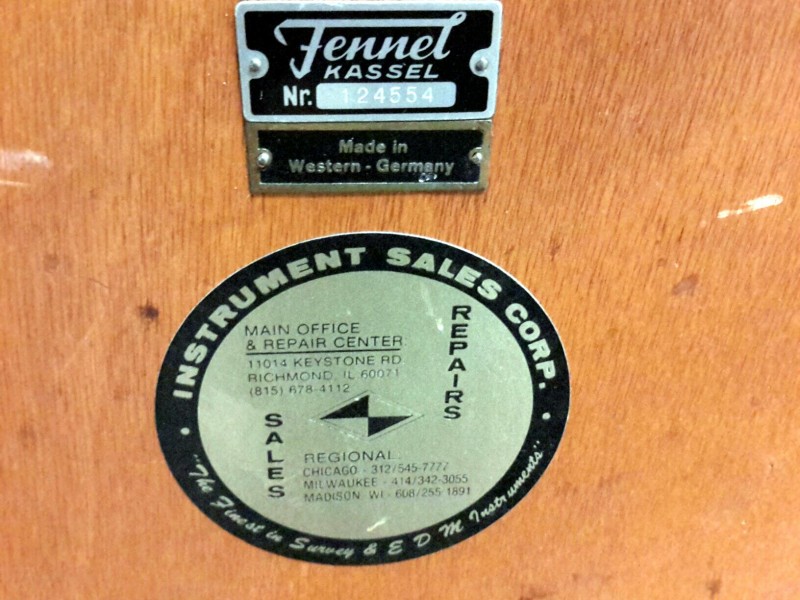 Fennel
KASSEL
Nr. 124554
Made in
Western - Germany
INSTRUMENT SALES CORP.
MAIN OFFICE
& REPAIR CENTER
11014 KEYSTONE RD
RICHMOND, IL 60071
(815) 678-4112
REPAIRS
SALES
REGIONAL
CHICAGO - 312/545-7777
MILWAUKEE - 414/342-3055
MADISON WI - 608/255-1891
"The Finest in Survey & E D M Instruments"